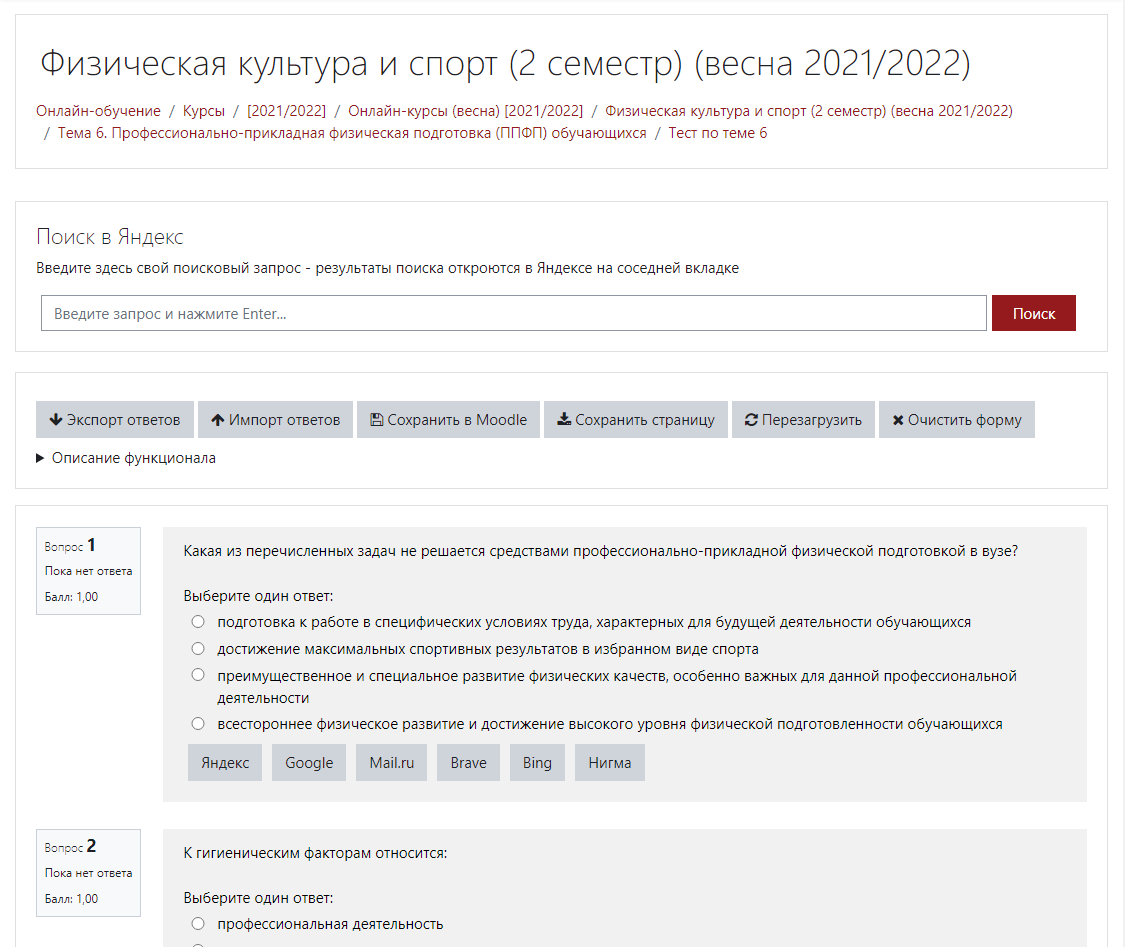 Физическая культура и спорт (2 семестр) (весна 2021/2022)
Онлайн-обучение / Курсы / [2021/2022] / Онлайн-курсы (весна) [2021/2022] / Физическая культура и спорт (2 семестр) (весна 2021/2022)
/ Тема 6. Профессионально-прикладная физическая подготовка (ППФП) обучающихся / Тест по теме 6
Поиск в Яндекс
Введите здесь свой поисковый запрос - результаты поиска откроются в Яндексе на соседней вкладке
Введите запрос и нажмите Enter...
Поиск
Экспорт ответов
Импорт ответов
Сохранить в Moodle
Сохранить страницу
Перезагрузить
Очистить форму
Описание функционала
Вопрос 1
Пока нет ответа
Балл: 1,00
Какая из перечисленных задач не решается средствами профессионально-прикладной физической подготовкой в вузе?
Выберите один ответ:
подготовка к работе в специфических условиях труда, характерных для будущей деятельности обучающихся
достижение максимальных спортивных результатов в избранном виде спорта
преимущественное и специальное развитие физических качеств, особенно важных для данной профессиональной
деятельности
всестороннее физическое развитие и достижение высокого уровня физической подготовленности обучающихся
Яндекс
Google
Mail.ru
Brave
Bing
Нигма
Вопрос 2
Пока нет ответа
Балл: 1,00
К гигиеническим факторам относится:
Выберите один ответ:
профессиональная деятельность